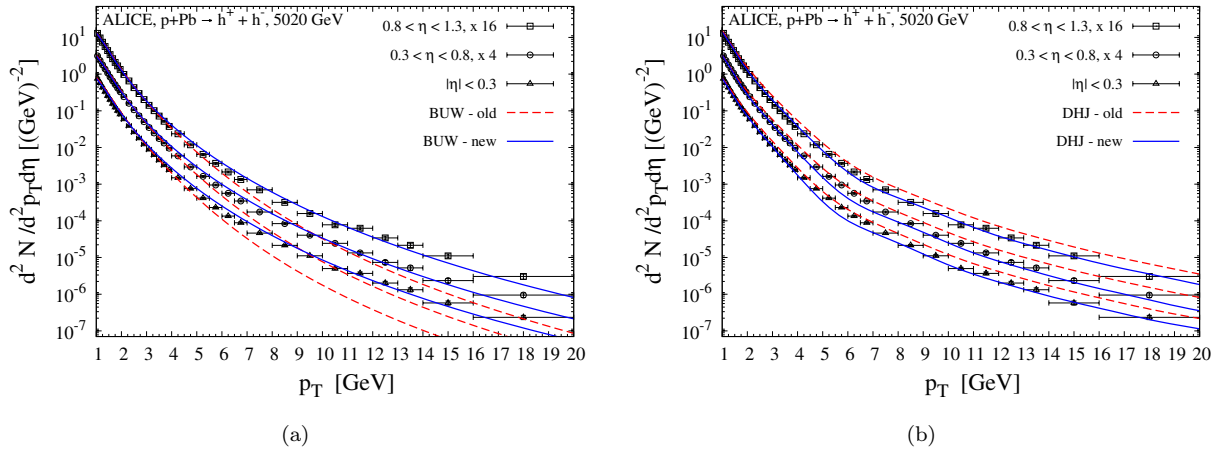 ALICE, p+Pb → h⁺ + h⁻, 5020 GeV
0.8 < η < 1.3, x 16
0.3 < η < 0.8, x 4
|η| < 0.3
BUW - old
BUW - new
d² N /d²p_T dη [(GeV)⁻²]
10¹
10⁰
10⁻¹
10⁻²
10⁻³
10⁻⁴
10⁻⁵
10⁻⁶
10⁻⁷
1 2 3 4 5 6 7 8 9 10 11 12 13 14 15 16 17 18 19 20
p_T [GeV]
(a)
ALICE, p+Pb → h⁺ + h⁻, 5020 GeV
0.8 < η < 1.3, x 16
0.3 < η < 0.8, x 4
|η| < 0.3
DHJ - old
DHJ - new
d² N /d²p_T dη [(GeV)⁻²]
10¹
10⁰
10⁻¹
10⁻²
10⁻³
10⁻⁴
10⁻⁵
10⁻⁶
10⁻⁷
1 2 3 4 5 6 7 8 9 10 11 12 13 14 15 16 17 18 19 20
p_T [GeV]
(b)